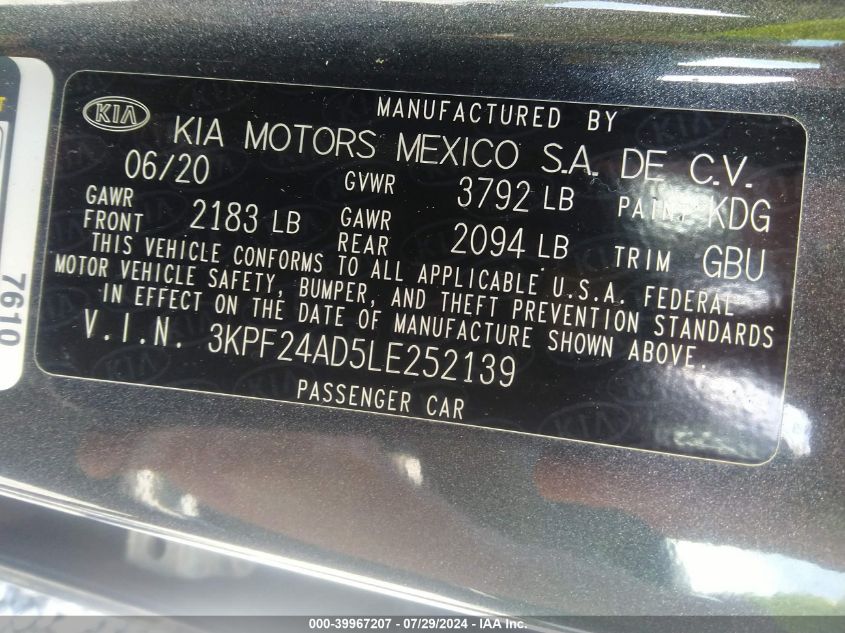 KIA
MANUFACTURED BY
KIA MOTORS MEXICO S.A. DE C.V.
06/20 GVWR 3792 LB PAINT KDG
GAWR FRONT 2183 LB GAWR REAR 2094 LB TRIM GBU
THIS VEHICLE CONFORMS TO ALL APPLICABLE U.S.A. FEDERAL
MOTOR VEHICLE SAFETY, BUMPER, AND THEFT PREVENTION STANDARDS
IN EFFECT ON THE DATE OF MANUFACTURE SHOWN ABOVE.
V.I.N. 3KPF24AD5LE252139
PASSENGER CAR
7610
000-39967207 - 07/29/2024 - IAA Inc.